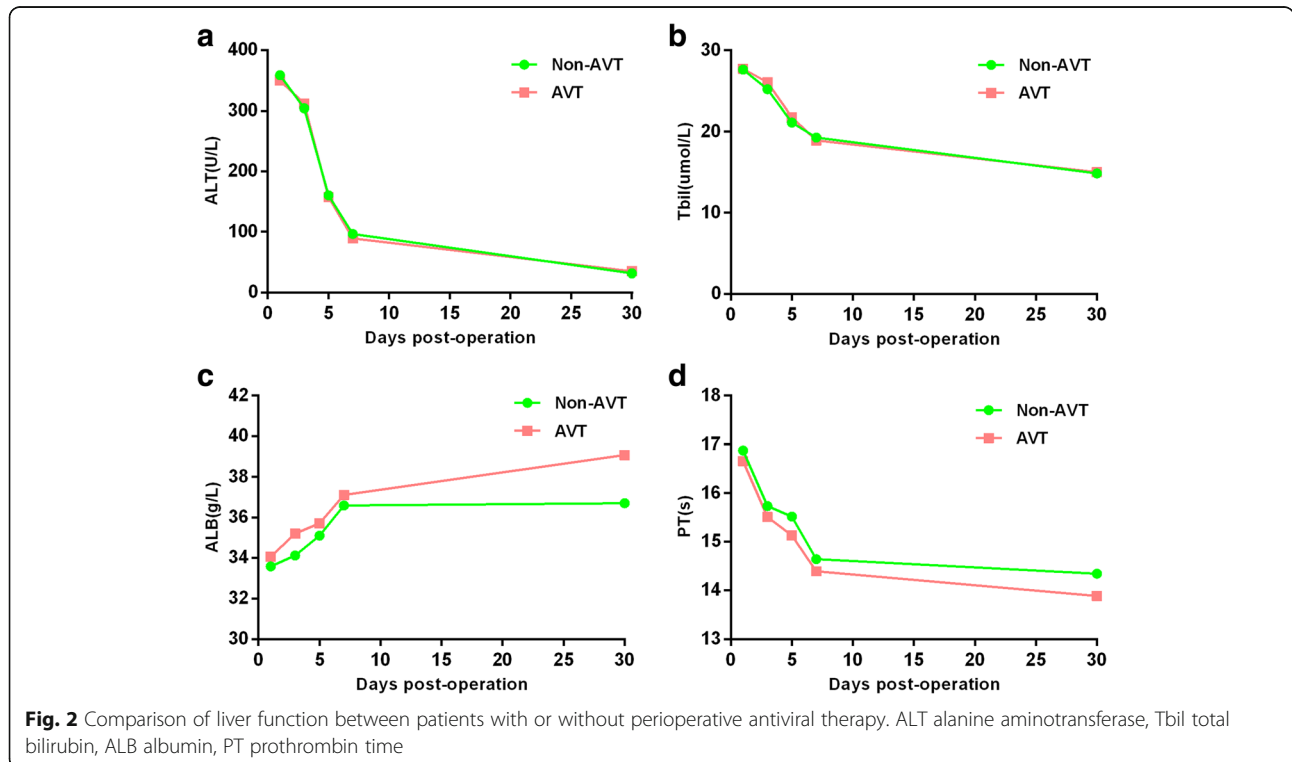 a
400
300
200
100
0
ALT(U/L)
Non-AVT
AVT
0 5 10 15 20 25 30
Days post-operation
b
30
20
10
0
Tbil(umol/L)
Non-AVT
AVT
0 5 10 15 20 25 30
Days post-operation
c
42
40
38
36
34
32
30
ALB(g/L)
Non-AVT
AVT
0 5 10 15 20 25 30
Days post-operation
d
18
17
16
15
14
13
PT(s)
Non-AVT
AVT
0 5 10 15 20 25 30
Days post-operation
Fig. 2 Comparison of liver function between patients with or without perioperative antiviral therapy. ALT alanine aminotransferase, Tbil total
bilirubin, ALB albumin, PT prothrombin time